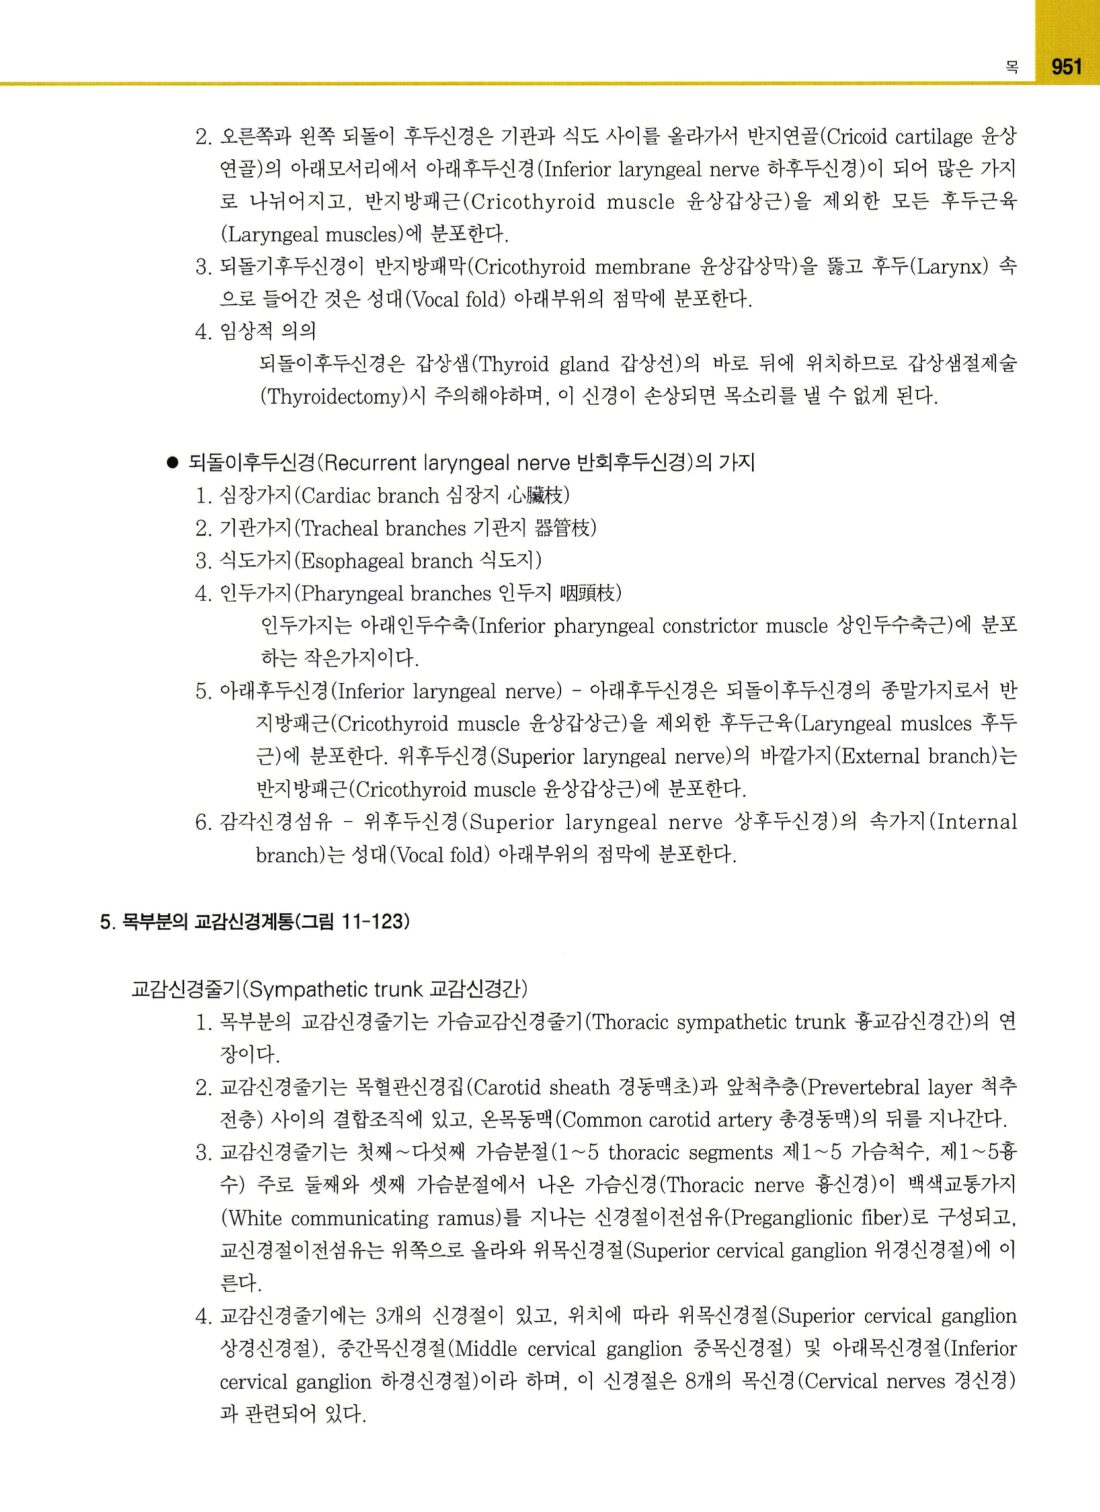 목 951
2. 오른쪽과 왼쪽 되돌이 후두신경은 기관과 식도 사이를 올라가서 반지연골(Cricoid cartilage 윤상
연골)의 아래모서리에서 아래후두신경(Inferior laryngeal nerve 하후두신경)이 되어 많은 가지
로 나뉘어지고, 반지방패근(Cricothyroid muscle 윤상갑상근)을 제외한 모든 후두근육
(Laryngeal muscles)에 분포한다.
3. 되돌기후두신경이 반지방패막(Cricothyroid membrane 윤상갑상막)을 뚫고 후두(Larynx) 속
으로 들어간 것은 성대(Vocal fold) 아래부위의 점막에 분포한다.
4. 임상적 의의
되돌이후두신경은 갑상샘(Thyroid gland 갑상선)의 바로 뒤에 위치하므로 갑상샘절제술
(Thyroidectomy)시 주의해야하며, 이 신경이 손상되면 목소리를 낼 수 없게 된다.
● 되돌이후두신경(Recurrent laryngeal nerve 반회후두신경)의 가지
1. 심장가지(Cardiac branch 심장지 心臟枝)
2. 기관가지(Tracheal branches 기관지 器管枝)
3. 식도가지(Esophageal branch 식도지)
4. 인두가지(Pharyngeal branches 인두지 咽頭枝)
인두가지는 아래인두수축(Inferior pharyngeal constrictor muscle 상인두수축근)에 분포
하는 작은가지이다.
5. 아래후두신경(Inferior laryngeal nerve) - 아래후두신경은 되돌이후두신경의 종말가지로서 반
지방패근(Cricothyroid muscle 윤상갑상근)을 제외한 후두근육(Laryngeal muslces 후두
근)에 분포한다. 위후두신경(Superior laryngeal nerve)의 바깥가지(External branch)는
반지방패근(Cricothyroid muscle 윤상갑상근)에 분포한다.
6. 감각신경섬유 - 위후두신경(Superior laryngeal nerve 상후두신경)의 속가지(Internal
branch)는 성대(Vocal fold) 아래부위의 점막에 분포한다.
5. 목부분의 교감신경계통(그림 11-123)
교감신경줄기(Sympathetic trunk 교감신경간)
1. 목부분의 교감신경줄기는 가슴교감신경줄기(Thoracic sympathetic trunk 흉교감신경간)의 연
장이다.
2. 교감신경줄기는 목혈관신경집(Carotid sheath 경동맥초)과 앞척추층(Prevertebral layer 척추
전층) 사이의 결합조직에 있고, 온목동맥(Common carotid artery 총경동맥)의 뒤를 지나간다.
3. 교감신경줄기는 첫째~다섯째 가슴분절(1~5 thoracic segments 제1~5 가슴척수, 제1~5흉
수) 주로 둘째와 셋째 가슴분절에서 나온 가슴신경(Thoracic nerve 흉신경)이 백색교통가지
(White communicating ramus)를 지나는 신경절이전섬유(Preganglionic fiber)로 구성되고,
교신경절이전섬유는 위쪽으로 올라와 위목신경절(Superior cervical ganglion 위경신경절)에 이
른다.
4. 교감신경줄기에는 3개의 신경절이 있고, 위치에 따라 위목신경절(Superior cervical ganglion
상경신경절), 중간목신경절(Middle cervical ganglion 중목신경절) 및 아래목신경절(Inferior
cervical ganglion 하경신경절)이라 하며, 이 신경절은 8개의 목신경(Cervical nerves 경신경)
과 관련되어 있다.